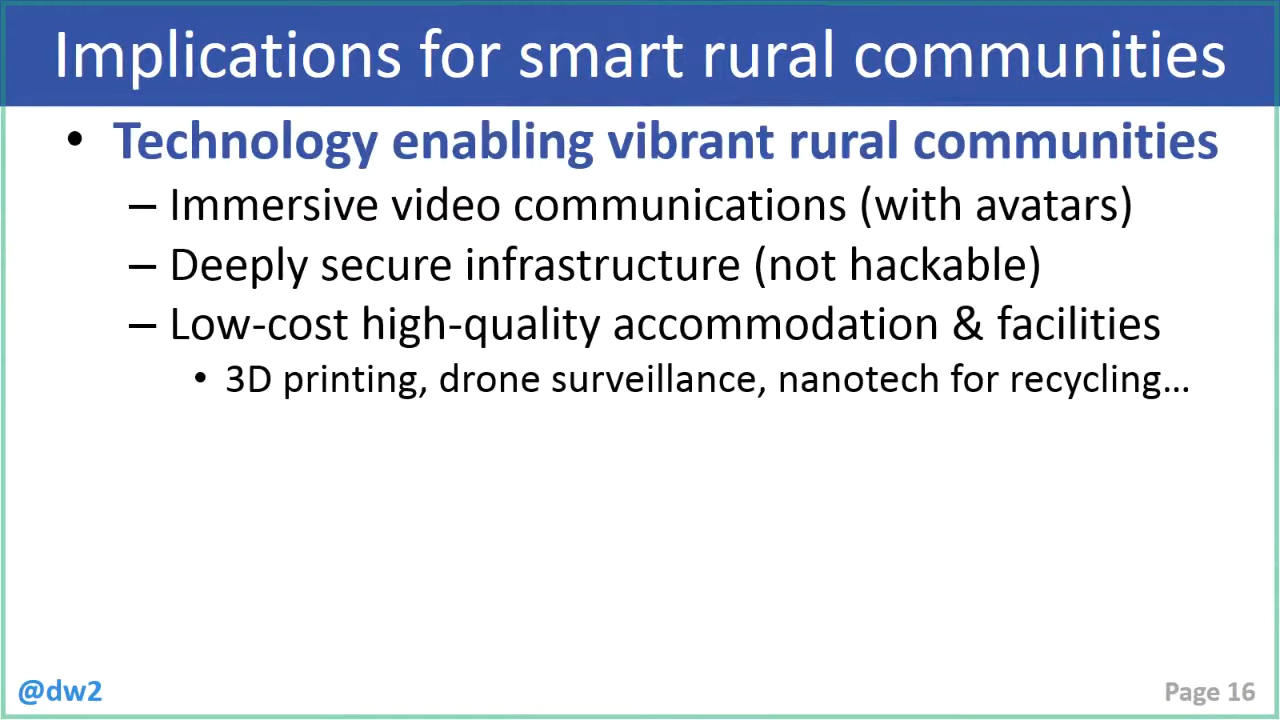 Implications for smart rural communities
• Technology enabling vibrant rural communities
– Immersive video communications (with avatars)
– Deeply secure infrastructure (not hackable)
– Low-cost high-quality accommodation & facilities
• 3D printing, drone surveillance, nanotech for recycling…
@dw2
Page 16